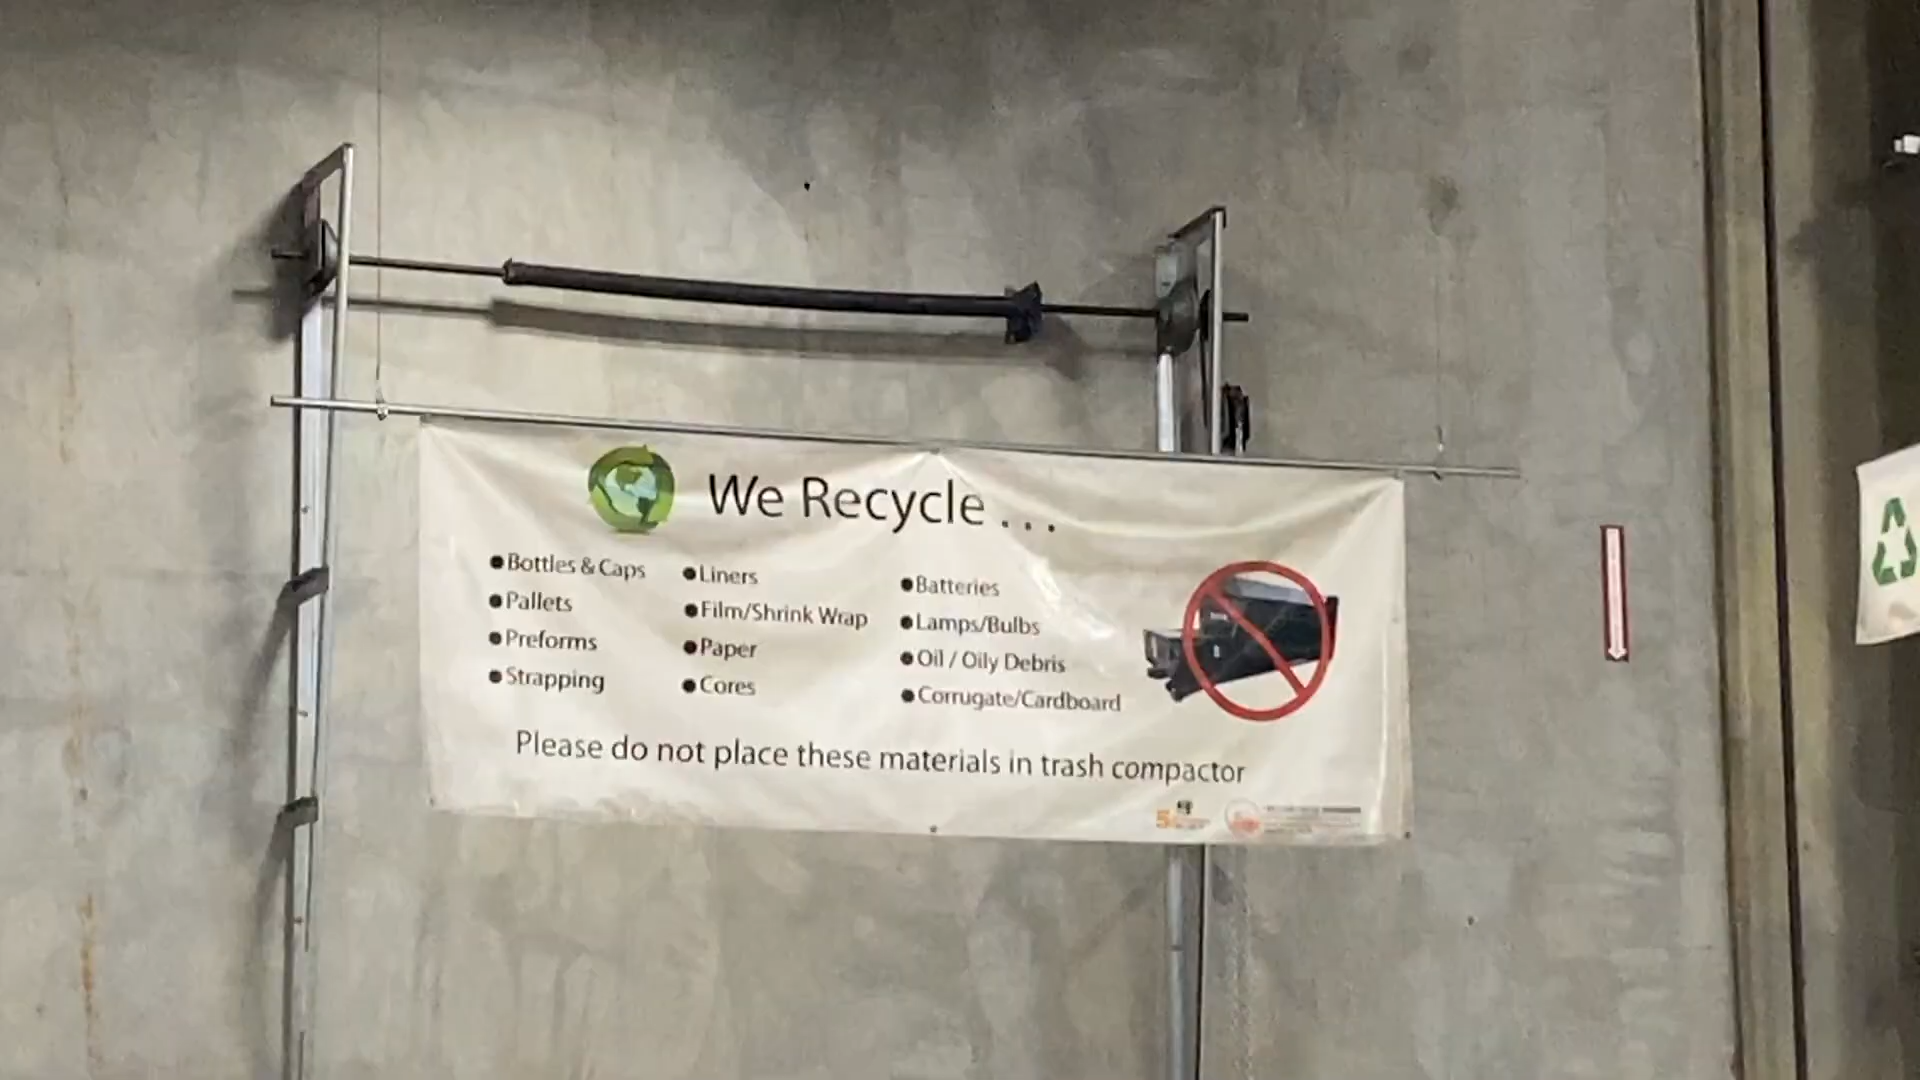 We Recycle . . .
●Bottles & Caps
●Pallets
●Preforms
●Strapping
●Liners
●Film/Shrink Wrap
●Paper
●Cores
●Batteries
●Lamps/Bulbs
●Oil / Oily Debris
●Corrugate/Cardboard
Please do not place these materials in trash compactor